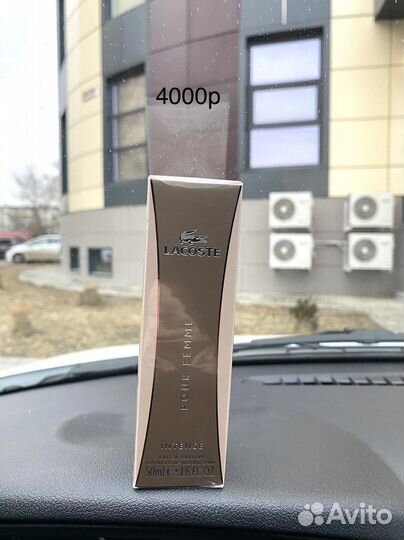 4000р
LACOSTE
POUR FEMME
INTENSE
EAU DE PARFUM
50ml e 1.6 FL.OZ
Avito